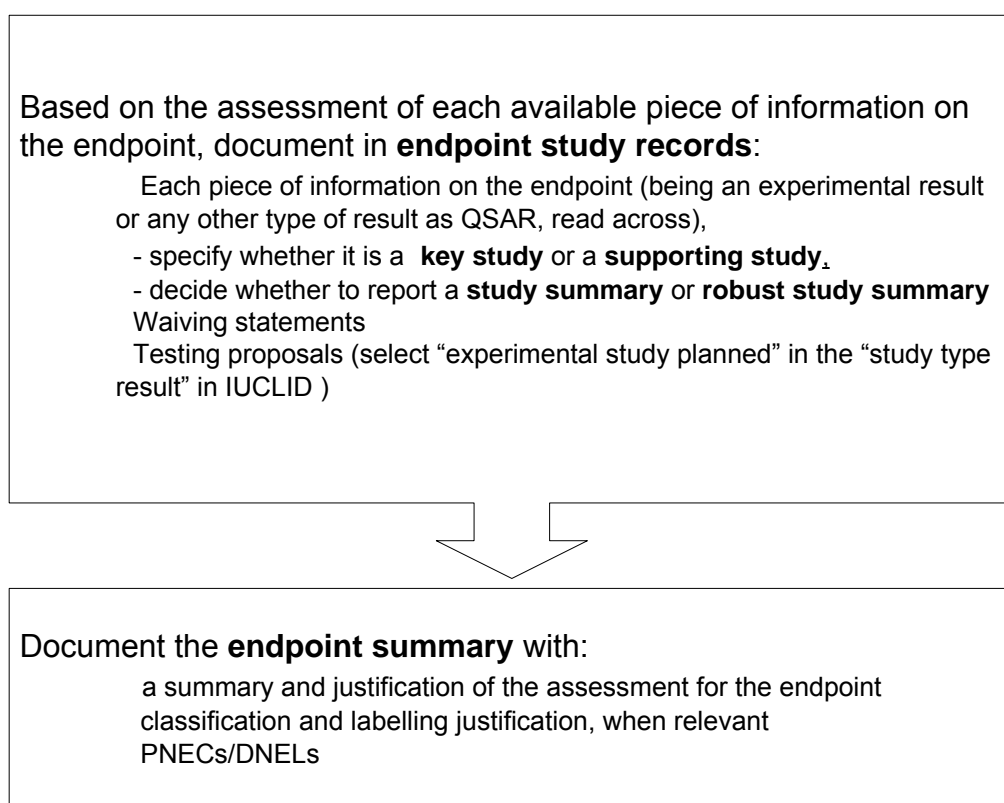 Based on the assessment of each available piece of information on
the endpoint, document in endpoint study records:
Each piece of information on the endpoint (being an experimental result
or any other type of result as QSAR, read across),
- specify whether it is a key study or a supporting study,
- decide whether to report a study summary or robust study summary
Waiving statements
Testing proposals (select “experimental study planned” in the “study type
result” in IUCLID )
Document the endpoint summary with:
a summary and justification of the assessment for the endpoint
classification and labelling justification, when relevant
PNECs/DNELs